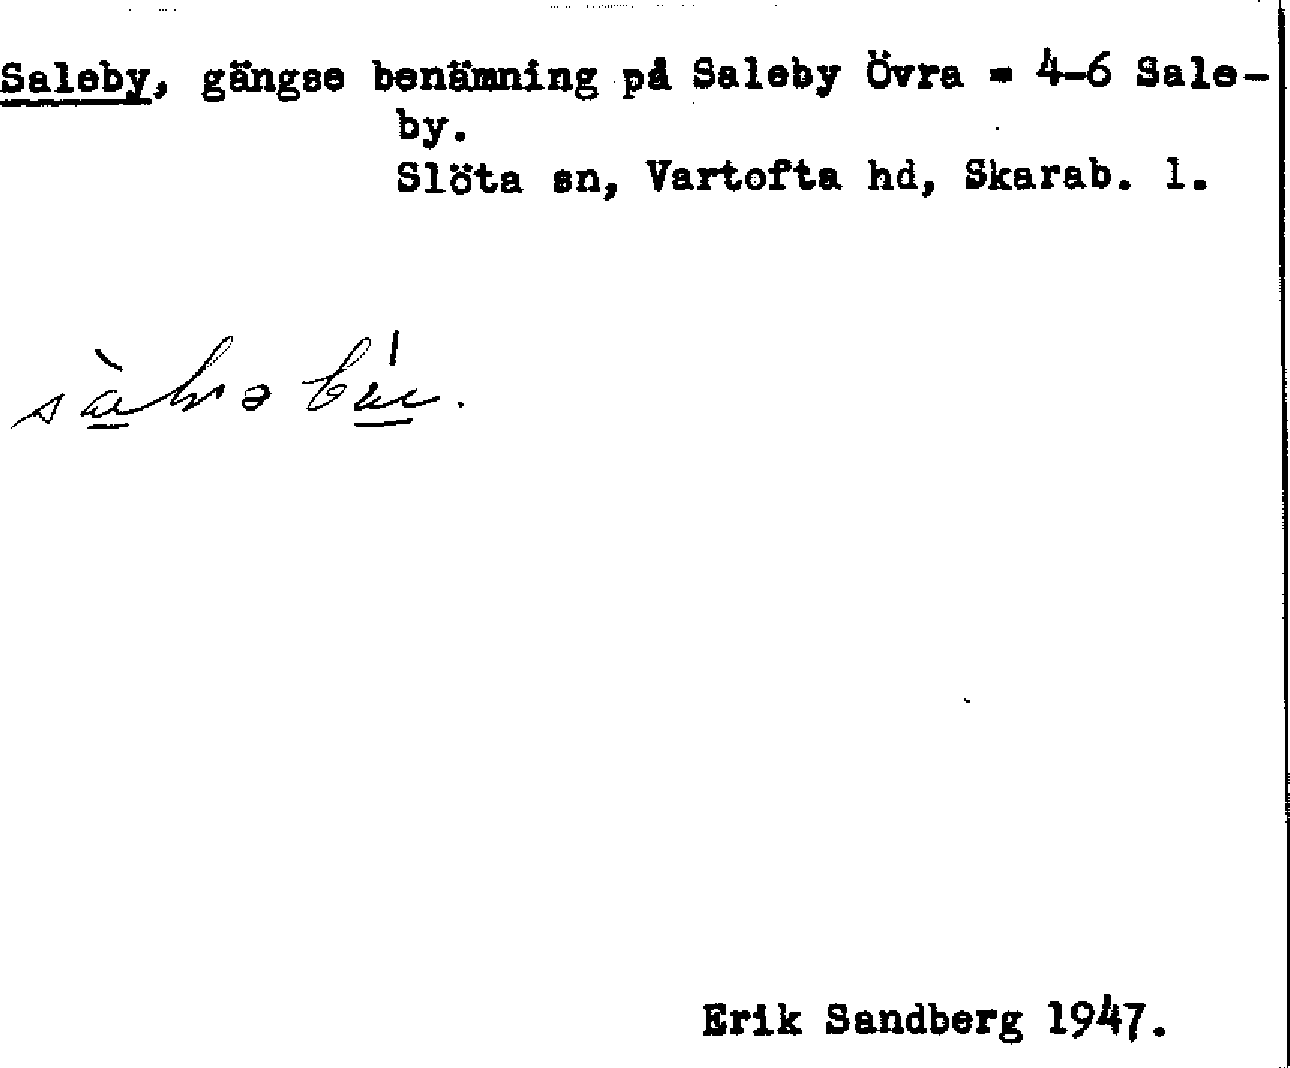 Saleby, gängse benämning på Saleby Övra = 4-6 Sale-
by.
Slöta sn, Vartofta hd, Skarab. l.
Erik Sandberg 1947.